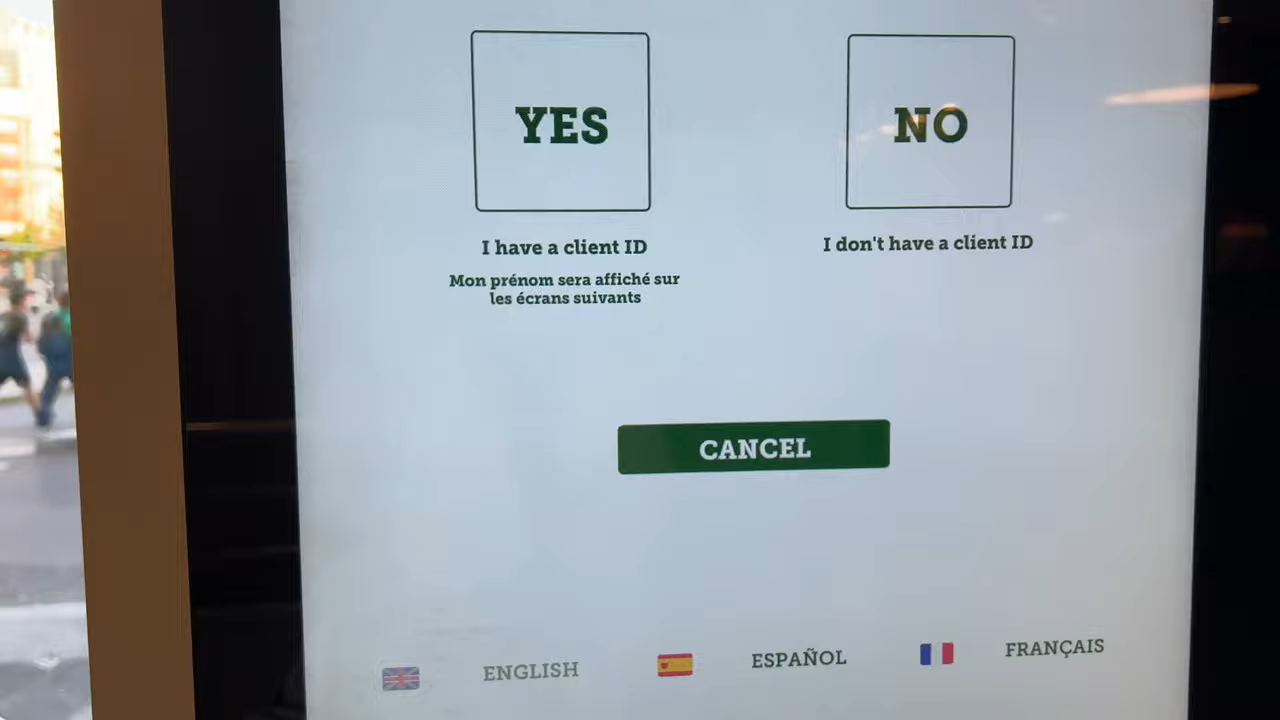 YES
NO
I have a client ID
I don't have a client ID
Mon prénom sera affiché sur
les écrans suivants
CANCEL
ENGLISH
ESPAÑOL
FRANÇAIS